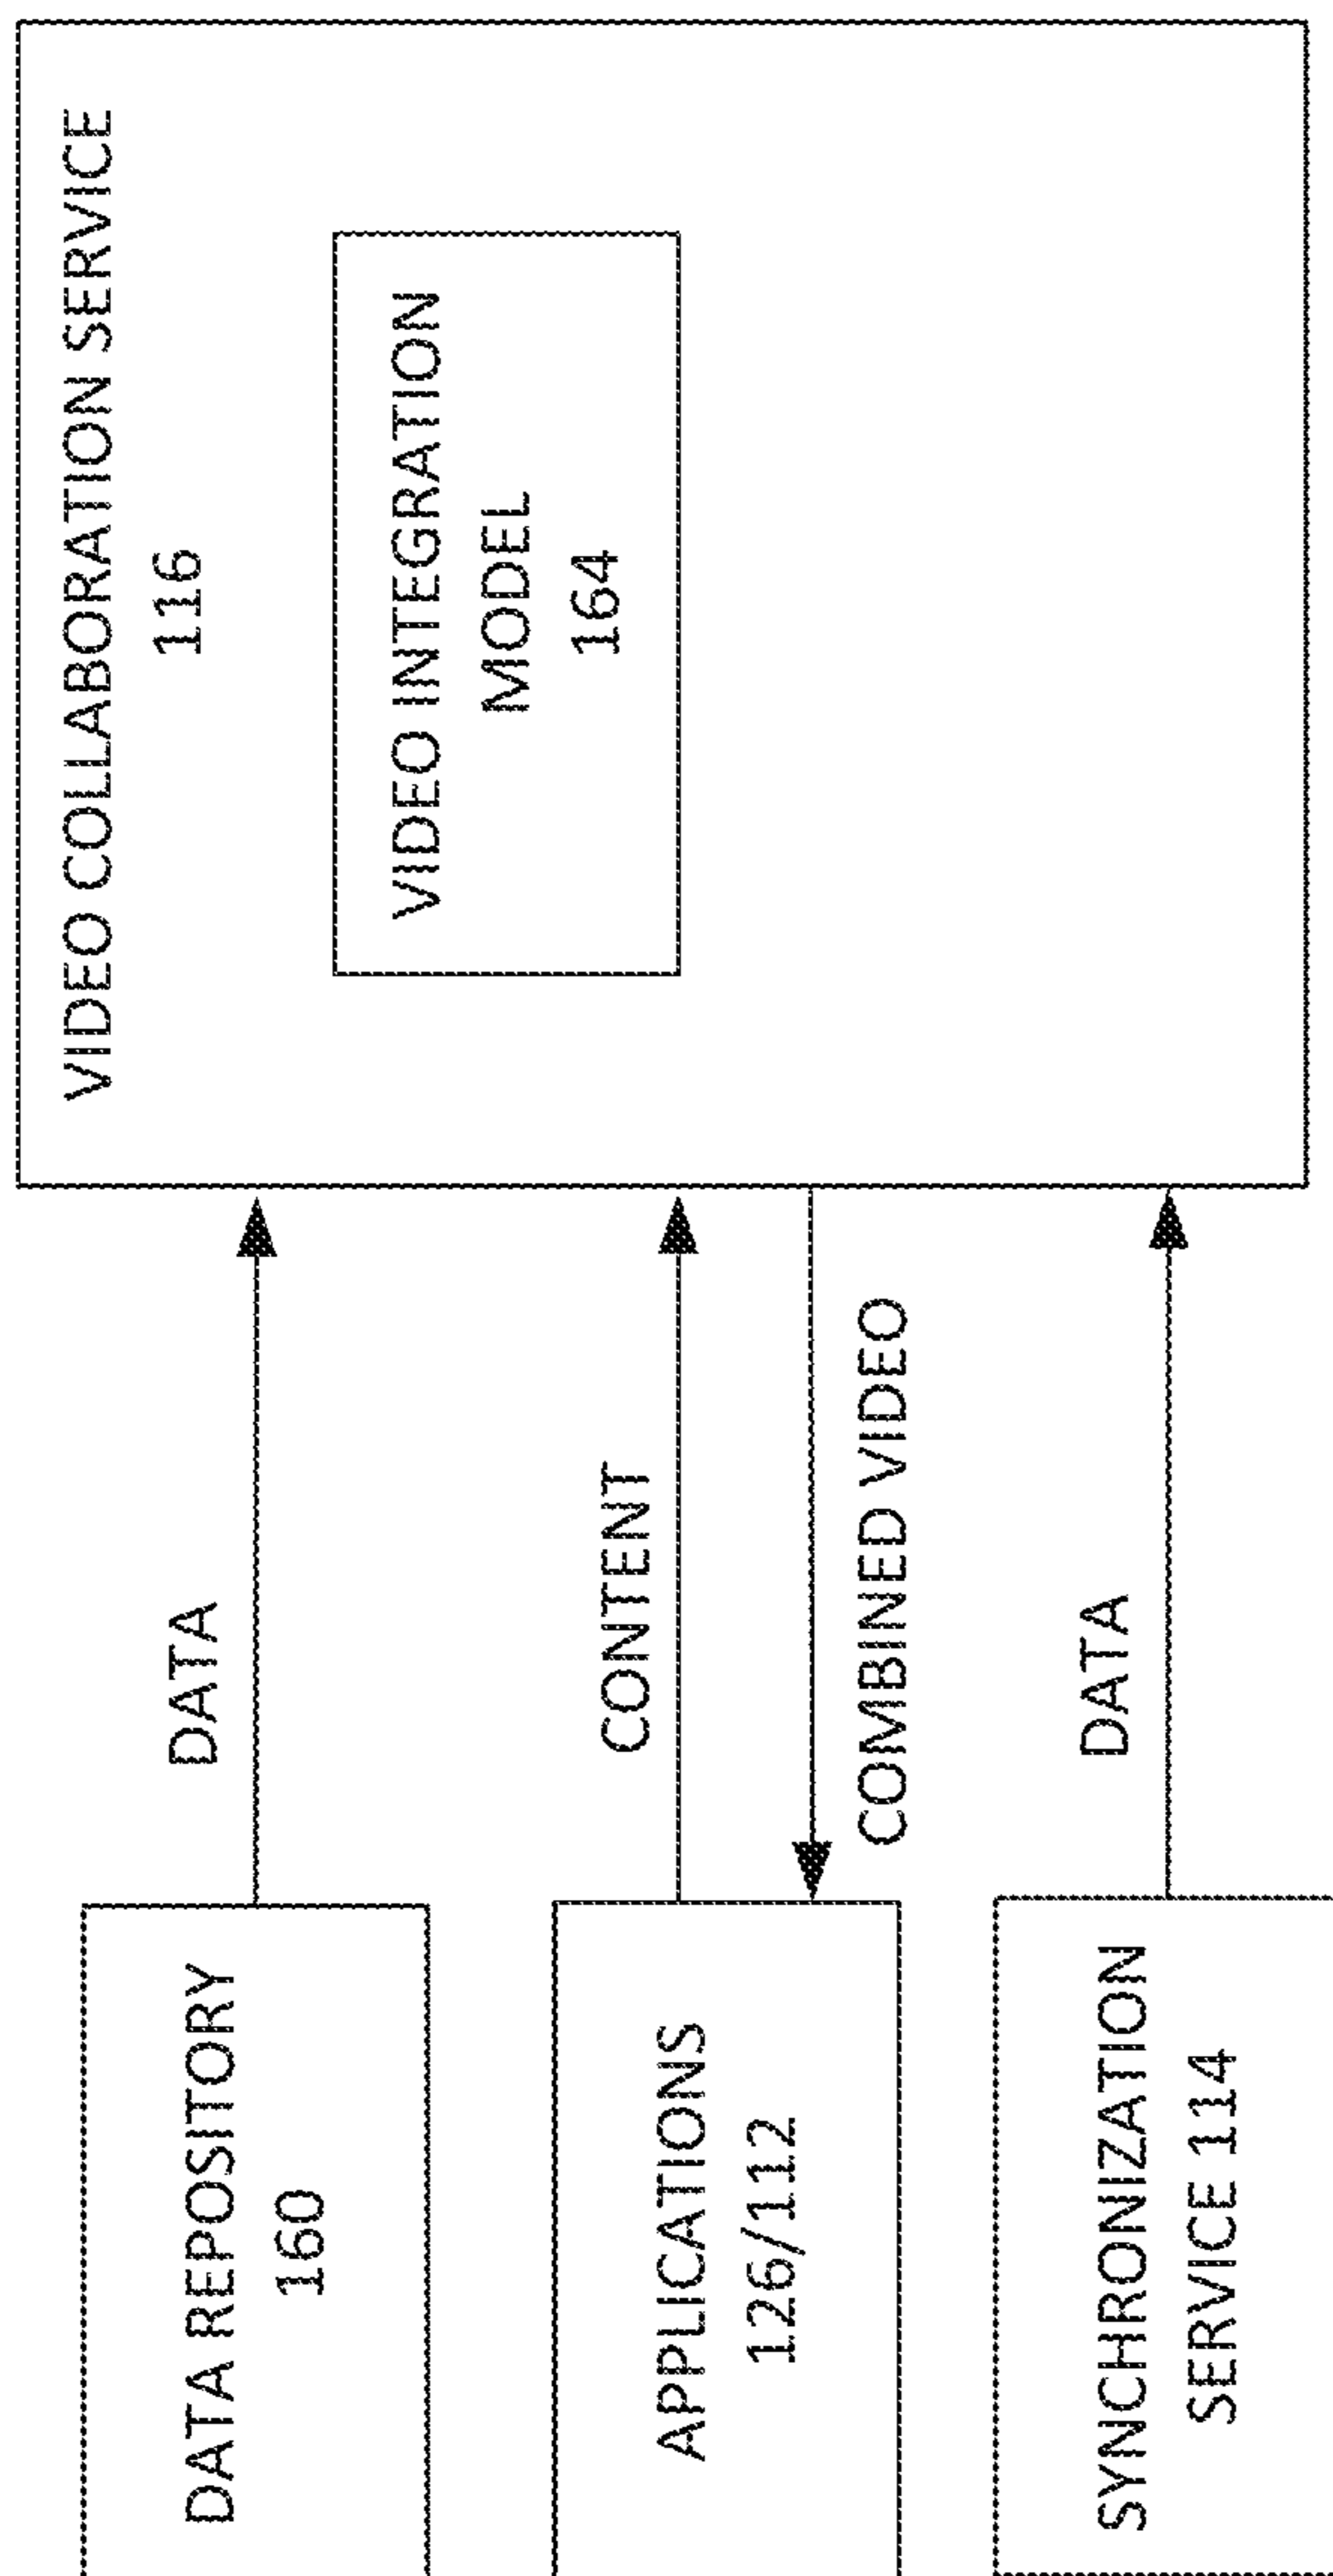 DATA REPOSITORY
160
DATA
APPLICATIONS
126/112
CONTENT
COMBINED VIDEO
SYNCHRONIZATION
SERVICE 114
DATA
VIDEO COLLABORATION SERVICE
116
VIDEO INTEGRATION
MODEL
164